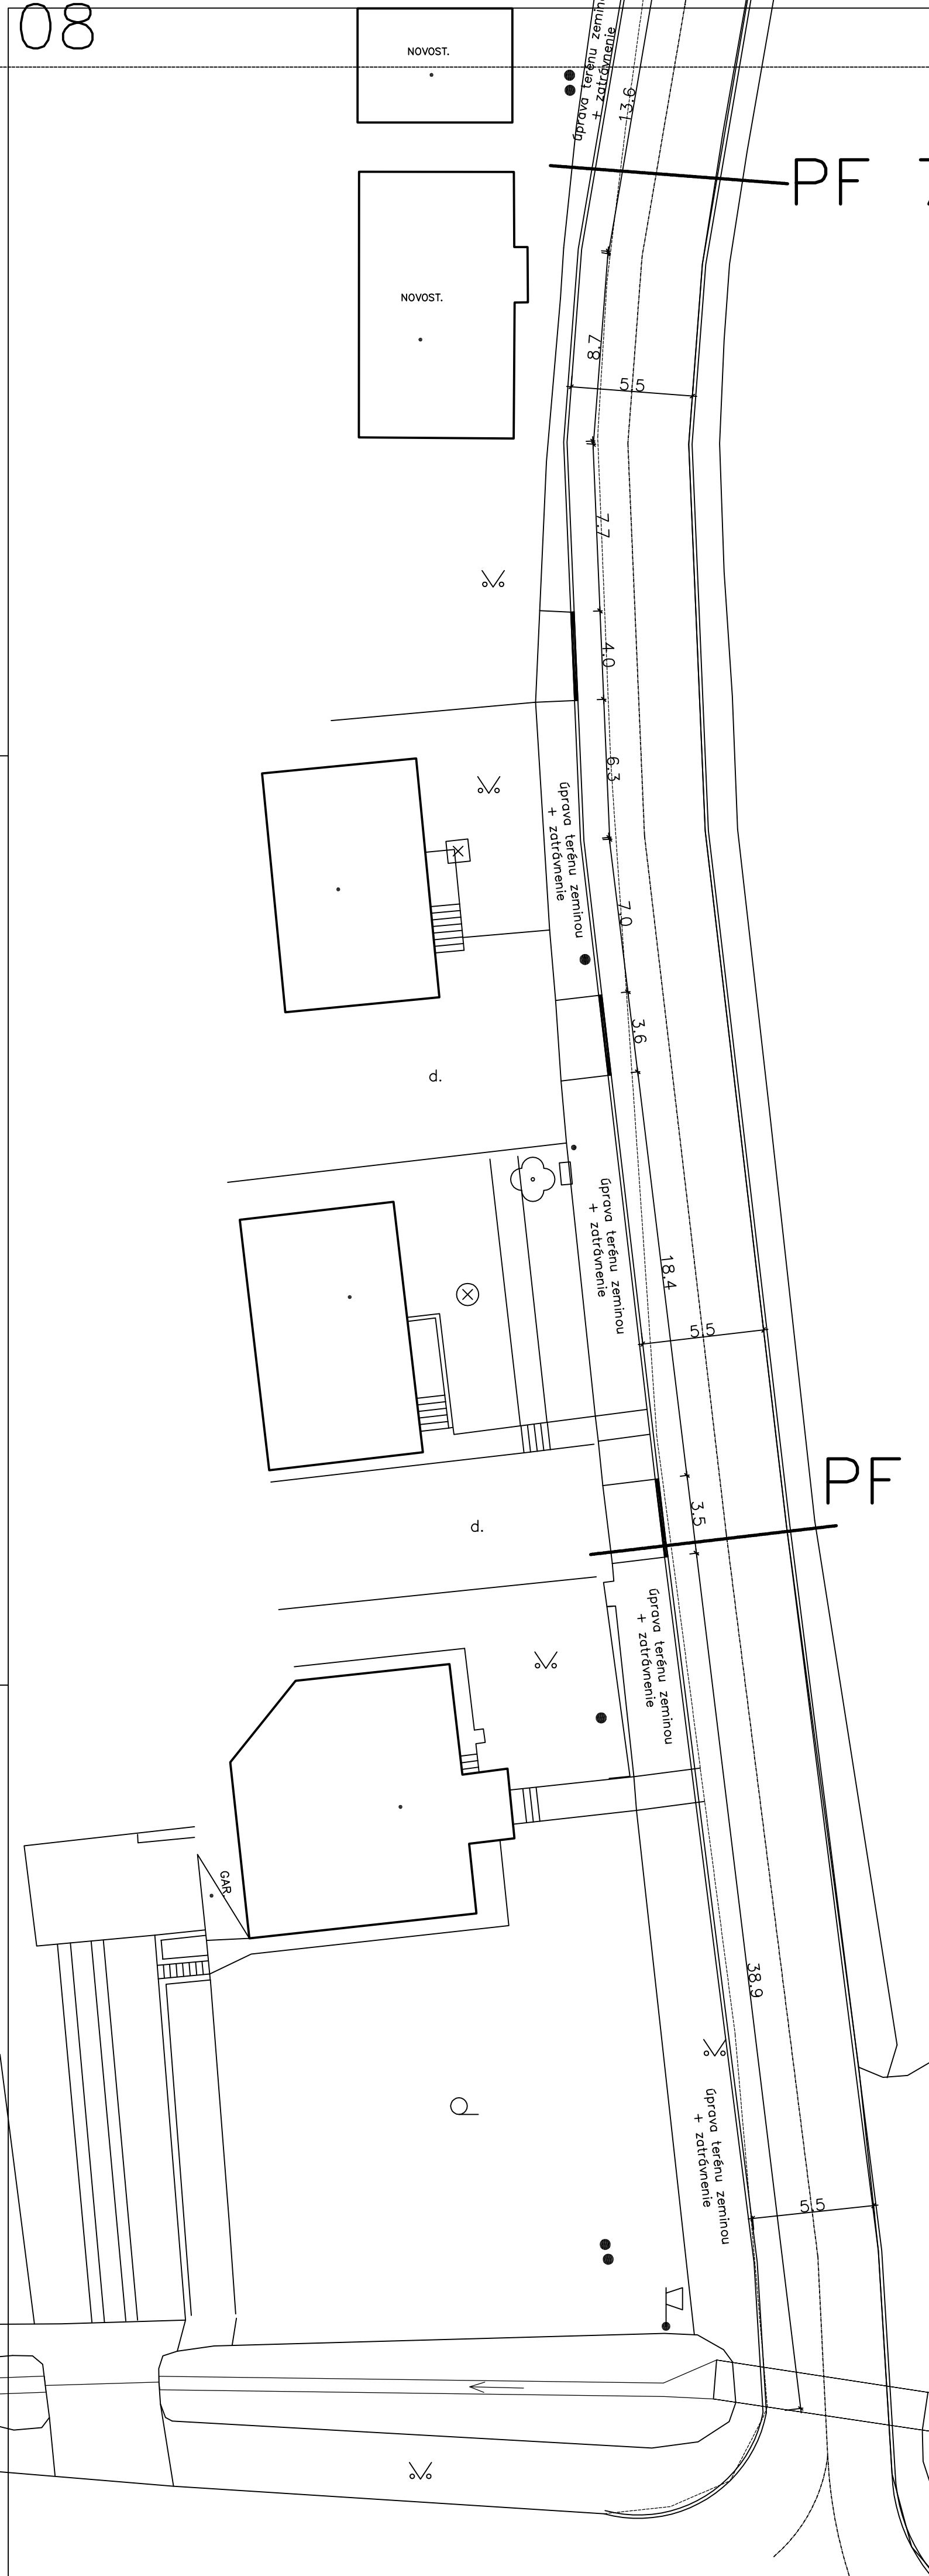 08
NOVOST.
úprava terénu zeminou
+ zatrávnenie
13.6
PF
NOVOST.
8.7
5.5
7.7
4.0
6.3
úprava terénu zeminou
+ zatrávnenie
7.0
3.6
d.
úprava terénu zeminou
+ zatrávnenie
18.4
5.5
PF
3.5
d.
úprava terénu zeminou
+ zatrávnenie
GAR.
38.9
úprava terénu zeminou
+ zatrávnenie
5.5